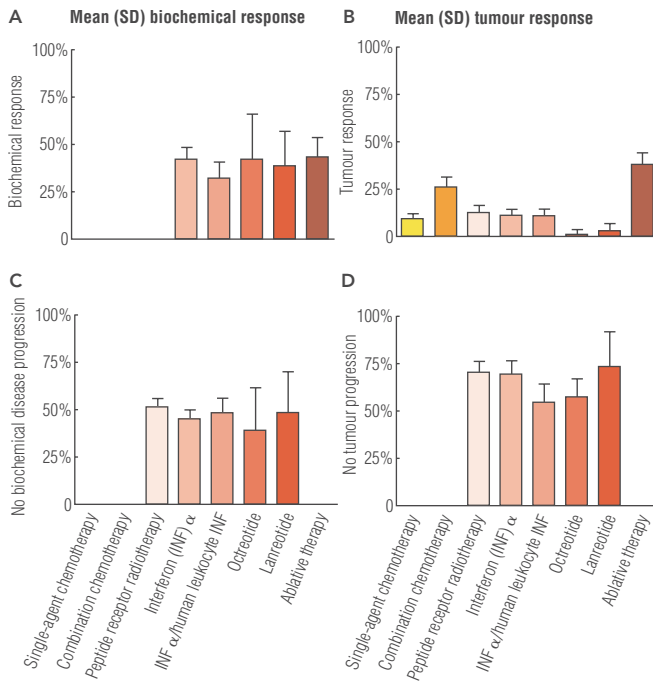 A Mean (SD) biochemical response
Biochemical response
100%
75%
50%
25%
0
B Mean (SD) tumour response
Tumour response
100%
75%
50%
25%
0
C
No biochemical disease progression
100%
75%
50%
25%
0
Single-agent chemotherapy
Combination chemotherapy
Peptide receptor radiotherapy
Interferon (INF) α
INF α/human leukocyte INF
Octreotide
Lanreotide
Ablative therapy
D
No tumour progression
100%
75%
50%
25%
0
Single-agent chemotherapy
Combination chemotherapy
Peptide receptor radiotherapy
Interferon (INF) α
INF α/human leukocyte INF
Octreotide
Lanreotide
Ablative therapy